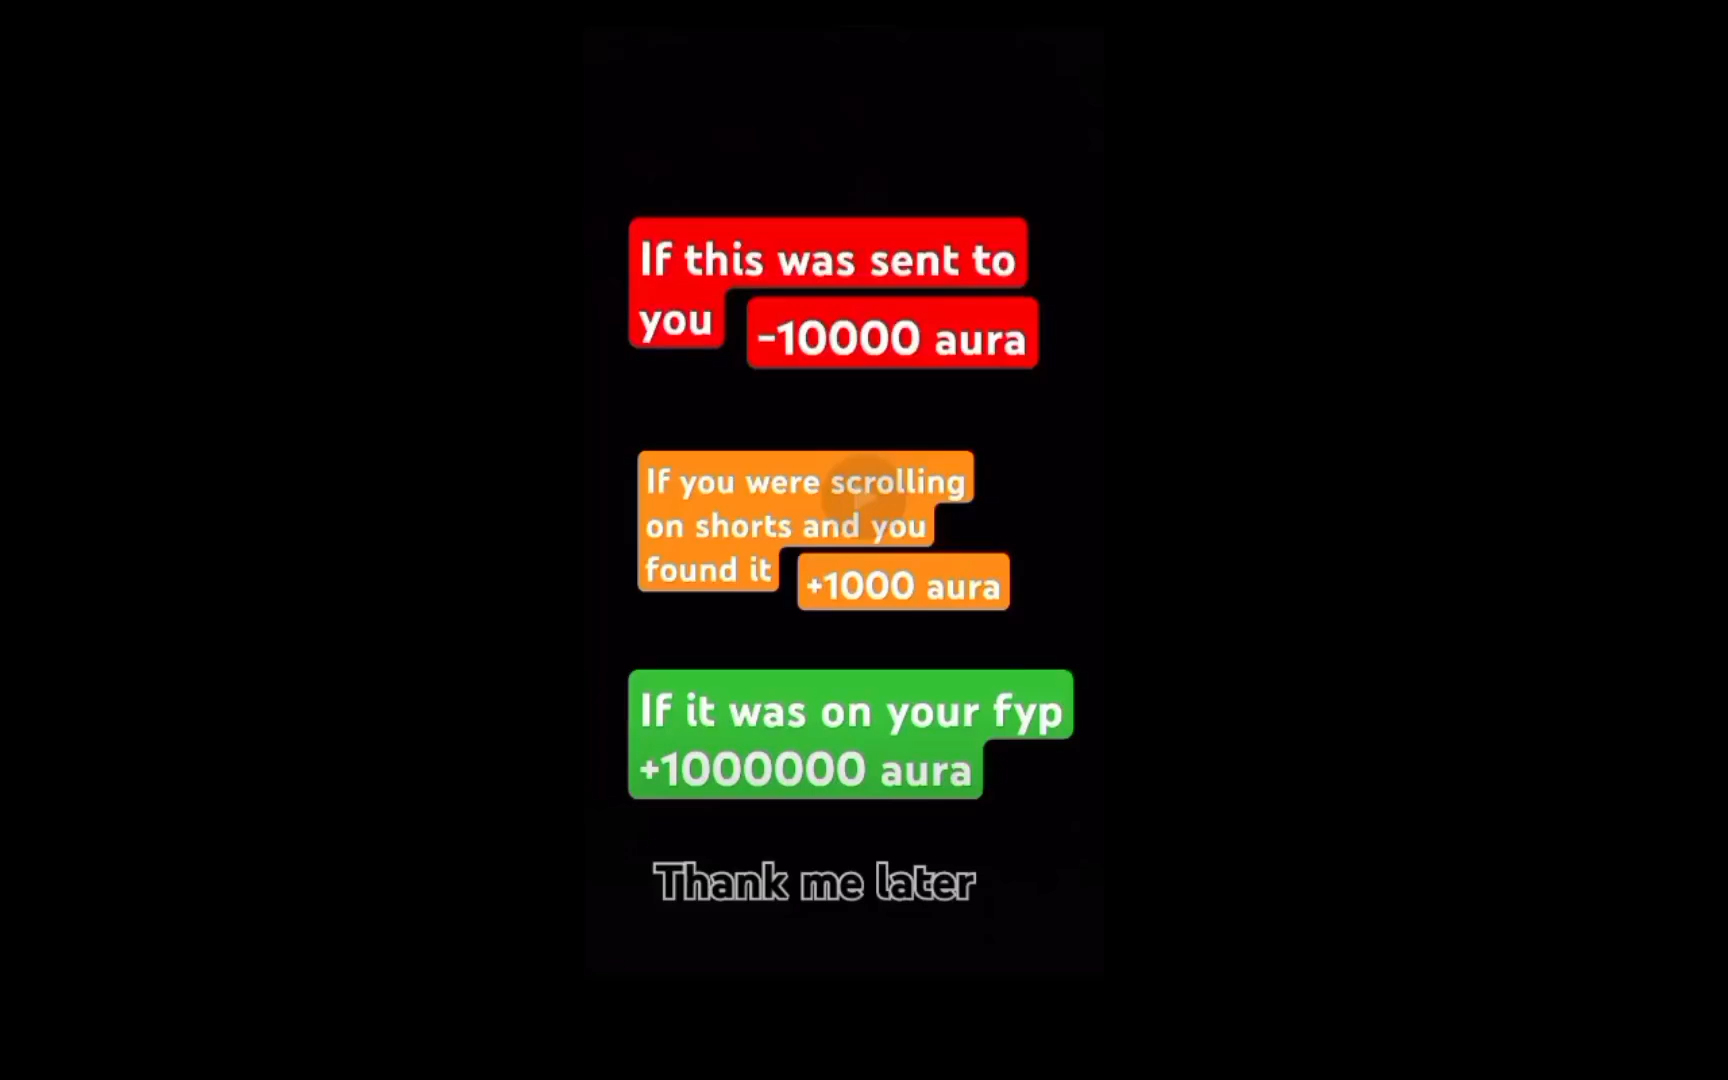 If this was sent to
you
-10000 aura
If you were scrolling
on shorts and you
found it
+1000 aura
If it was on your fyp
+1000000 aura
Thank me later